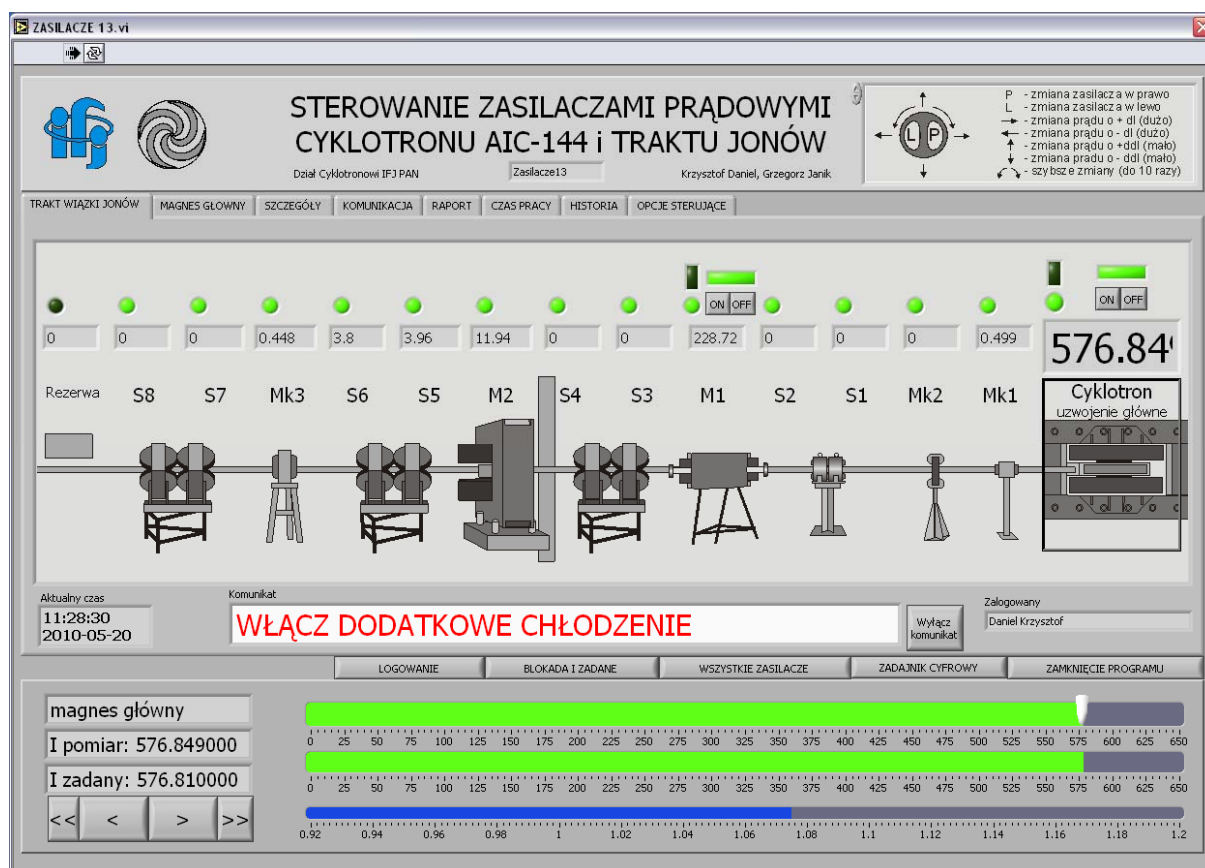 ZASILACZE 13.vi
ifj
STEROWANIE ZASILACZAMI PRĄDOWYMI
CYKLOTRONU AIC-144 i TRAKTU JONÓW
Dział Cyklotronowi IFJ PAN
Zasilacze13
Krzysztof Daniel, Grzegorz Janik
L P
P - zmiana zasilacza w prawo
L - zmiana zasilacza w lewo
→ - zmiana prądu o + dI (dużo)
← - zmiana prądu o - dI (dużo)
↑ - zmiana prądu o +ddI (mało)
↓ - zmiana pradu o - ddI (mało)
- szybsze zmiany (do 10 razy)
TRAKT WIĄZKI JONÓW MAGNES GŁOWNY SZCZEGÓŁY KOMUNIKACJA RAPORT CZAS PRACY HISTORIA OPCJE STERUJĄCE
ON OFF ON OFF
0 0 0 0.448 3.8 3.96 11.94 0 0 228.72 0 0 0 0.499 576.849
Rezerwa S8 S7 Mk3 S6 S5 M2 S4 S3 M1 S2 S1 Mk2 Mk1 Cyklotron
uzwojenie główne
Aktualny czas
11:28:30
2010-05-20
Komunikat
WŁĄCZ DODATKOWE CHŁODZENIE
Wyłącz
komunikat
Zalogowany
Daniel Krzysztof
LOGOWANIE BLOKADA I ZADANE WSZYSTKIE ZASILACZE ZADAJNIK CYFROWY ZAMKNIĘCIE PROGRAMU
magnes główny
I pomiar: 576.849000
I zadany: 576.810000
<< < > >>
0 25 50 75 100 125 150 175 200 225 250 275 300 325 350 375 400 425 450 475 500 525 550 575 600 625 650
0 25 50 75 100 125 150 175 200 225 250 275 300 325 350 375 400 425 450 475 500 525 550 575 600 625 650
0.92 0.94 0.96 0.98 1 1.02 1.04 1.06 1.08 1.1 1.12 1.14 1.16 1.18 1.2